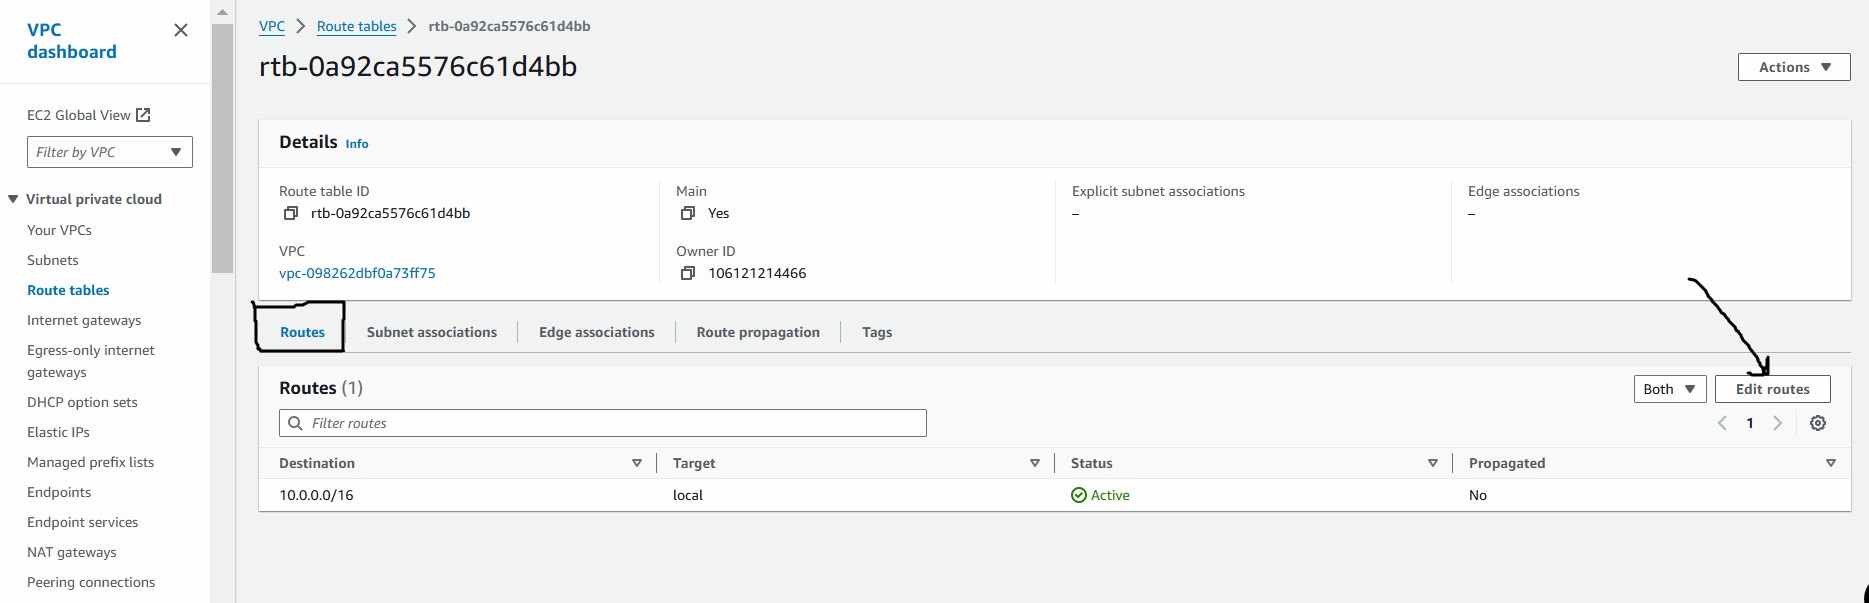 VPC
dashboard
EC2 Global View
Filter by VPC
Virtual private cloud
Your VPCs
Subnets
Route tables
Internet gateways
Egress-only internet
gateways
DHCP option sets
Elastic IPs
Managed prefix lists
Endpoints
Endpoint services
NAT gateways
Peering connections
VPC Route tables rtb-0a92ca5576c61d4bb
rtb-0a92ca5576c61d4bb
Actions
Details Info
Route table ID
rtb-0a92ca5576c61d4bb
VPC
vpc-098262dbf0a73ff75
Main
Yes
Owner ID
106121214466
Explicit subnet associations
–
Edge associations
–
Routes Subnet associations Edge associations Route propagation Tags
Routes (1)
Both Edit routes
Filter routes
1
Destination Target Status Propagated
10.0.0.0/16 local Active No